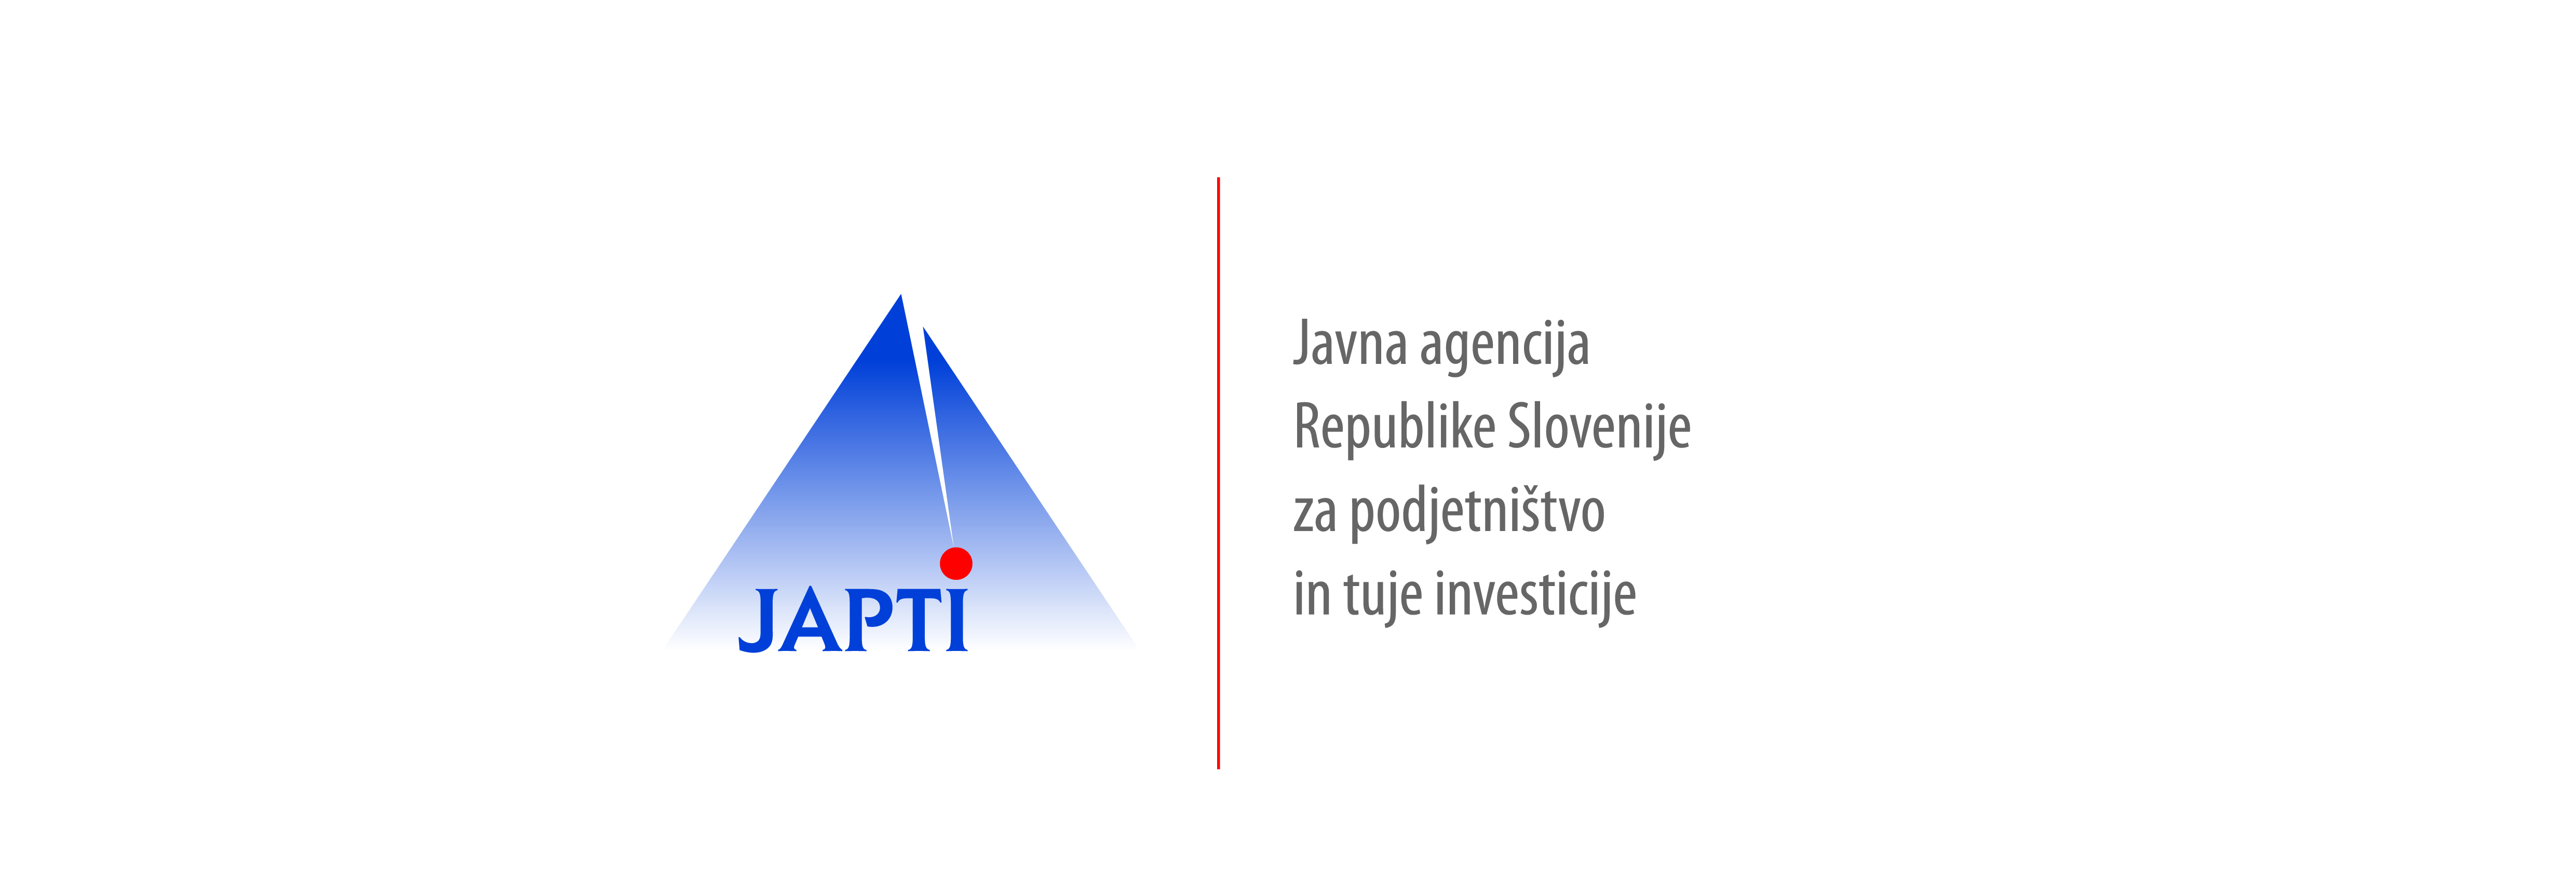 JAPTI
Javna agencija
Republike Slovenije
za podjetništvo
in tuje investicije